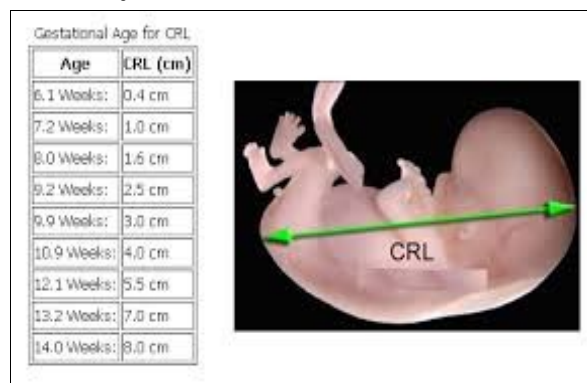 Gestational Age for CRL
Age CRL (cm)
6.1 Weeks: 0.4 cm
7.2 Weeks: 1.0 cm
8.0 Weeks: 1.6 cm
9.2 Weeks: 2.5 cm
9.9 Weeks: 3.0 cm
10.9 Weeks: 4.0 cm
12.1 Weeks: 5.5 cm
13.2 Weeks: 7.0 cm
14.0 Weeks: 8.0 cm
CRL